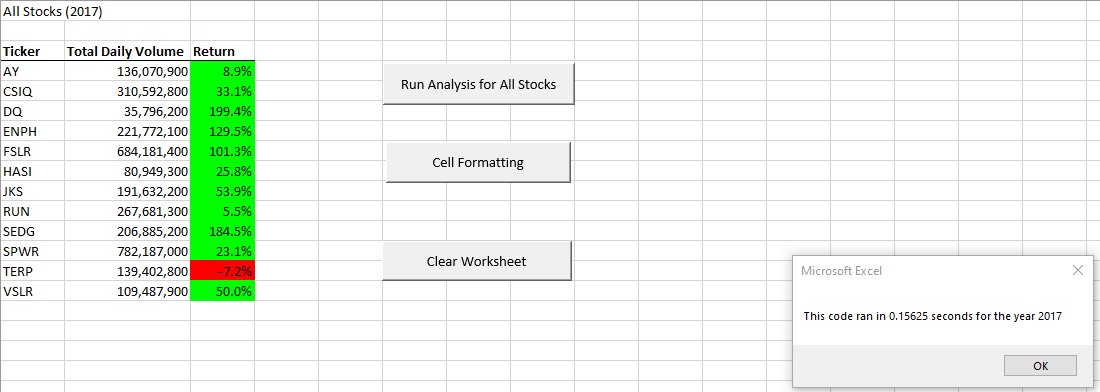 All Stocks (2017)
Ticker Total Daily Volume Return
AY 136,070,900 8.9%
CSIQ 310,592,800 33.1%
DQ 35,796,200 199.4%
ENPH 221,772,100 129.5%
FSLR 684,181,400 101.3%
HASI 80,949,300 25.8%
JKS 191,632,200 53.9%
RUN 267,681,300 5.5%
SEDG 206,885,200 184.5%
SPWR 782,187,000 23.1%
TERP 139,402,800 -7.2%
VSLR 109,487,900 50.0%
Run Analysis for All Stocks
Cell Formatting
Clear Worksheet
Microsoft Excel
This code ran in 0.15625 seconds for the year 2017
OK